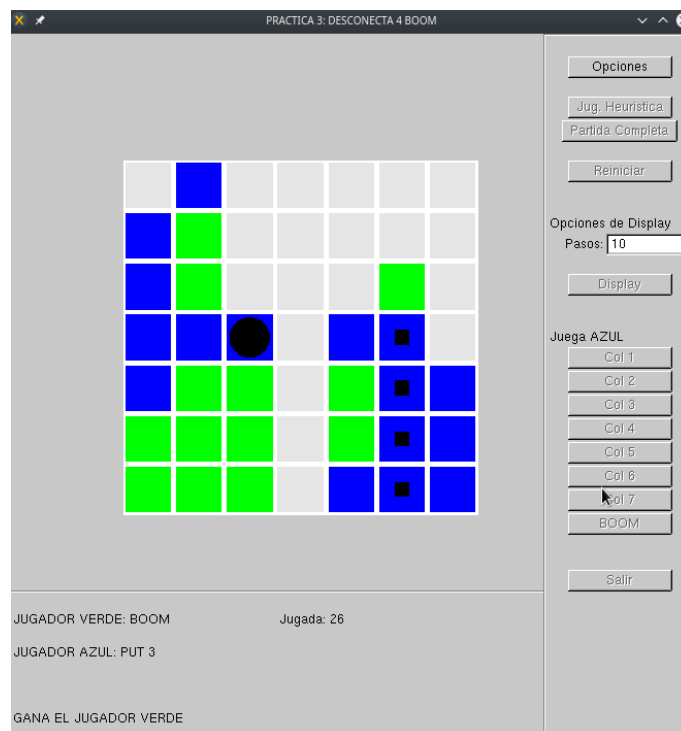 PRACTICA 3: DESCONECTA 4 BOOM
Opciones
Jug. Heuristica
Partida Completa
Reiniciar
Opciones de Display
Pasos: 10
Display
Juega AZUL
Col 1
Col 2
Col 3
Col 4
Col 5
Col 6
Col 7
BOOM
Salir
JUGADOR VERDE: BOOM Jugada: 26
JUGADOR AZUL: PUT 3
GANA EL JUGADOR VERDE